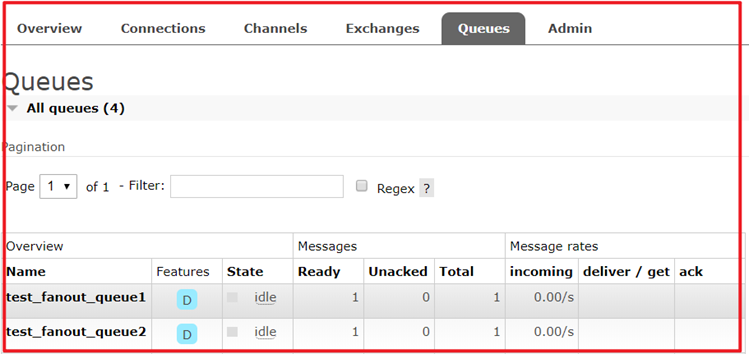 Overview Connections Channels Exchanges Queues Admin
Queues
All queues (4)
Pagination
Page 1 of 1 - Filter: Regex ?
Overview Messages Message rates
Name Features State Ready Unacked Total incoming deliver / get ack
test_fanout_queue1 D idle 1 0 1 0.00/s
test_fanout_queue2 D idle 1 0 1 0.00/s